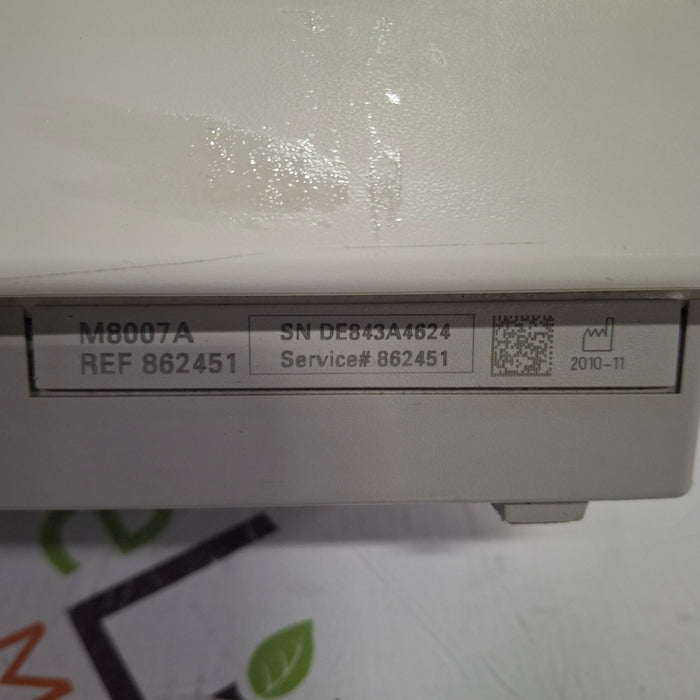 M8007A
REF 862451
SN DE843A4624
Service# 862451
2010-11